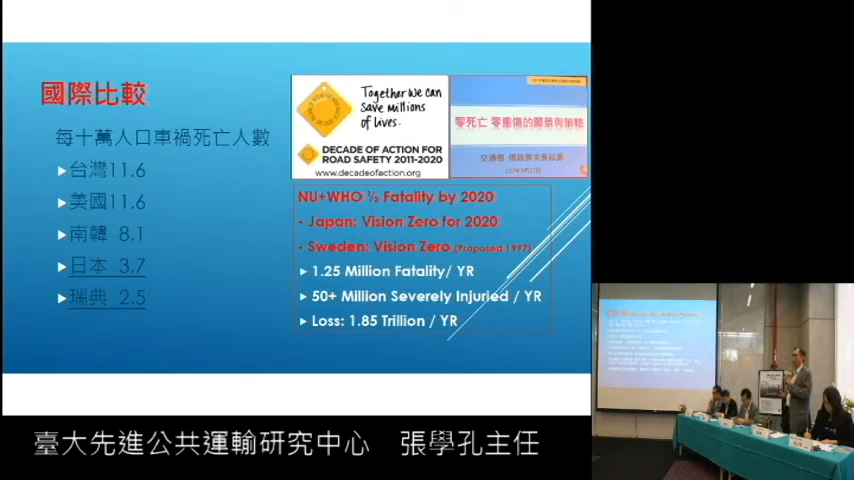 國際比較
每十萬人口車禍死亡人數
台灣11.6
美國11.6
南韓 8.1
日本 3.7
瑞典 2.5
Together We can
Save Millions
of lives.
DECADE OF ACTION FOR
ROAD SAFETY 2011-2020
www.decadeofaction.org
零死亡 零重傷的願景與策略
NU+WHO ½ Fatality by 2020
- Japan: Vision Zero for 2020
- Sweden: Vision Zero (Proposed 1997)
1.25 Million Fatality/ YR
50+ Million Severely Injuried / YR
Loss: 1.85 Trillion / YR
臺大先進公共運輸研究中心 張學孔主任